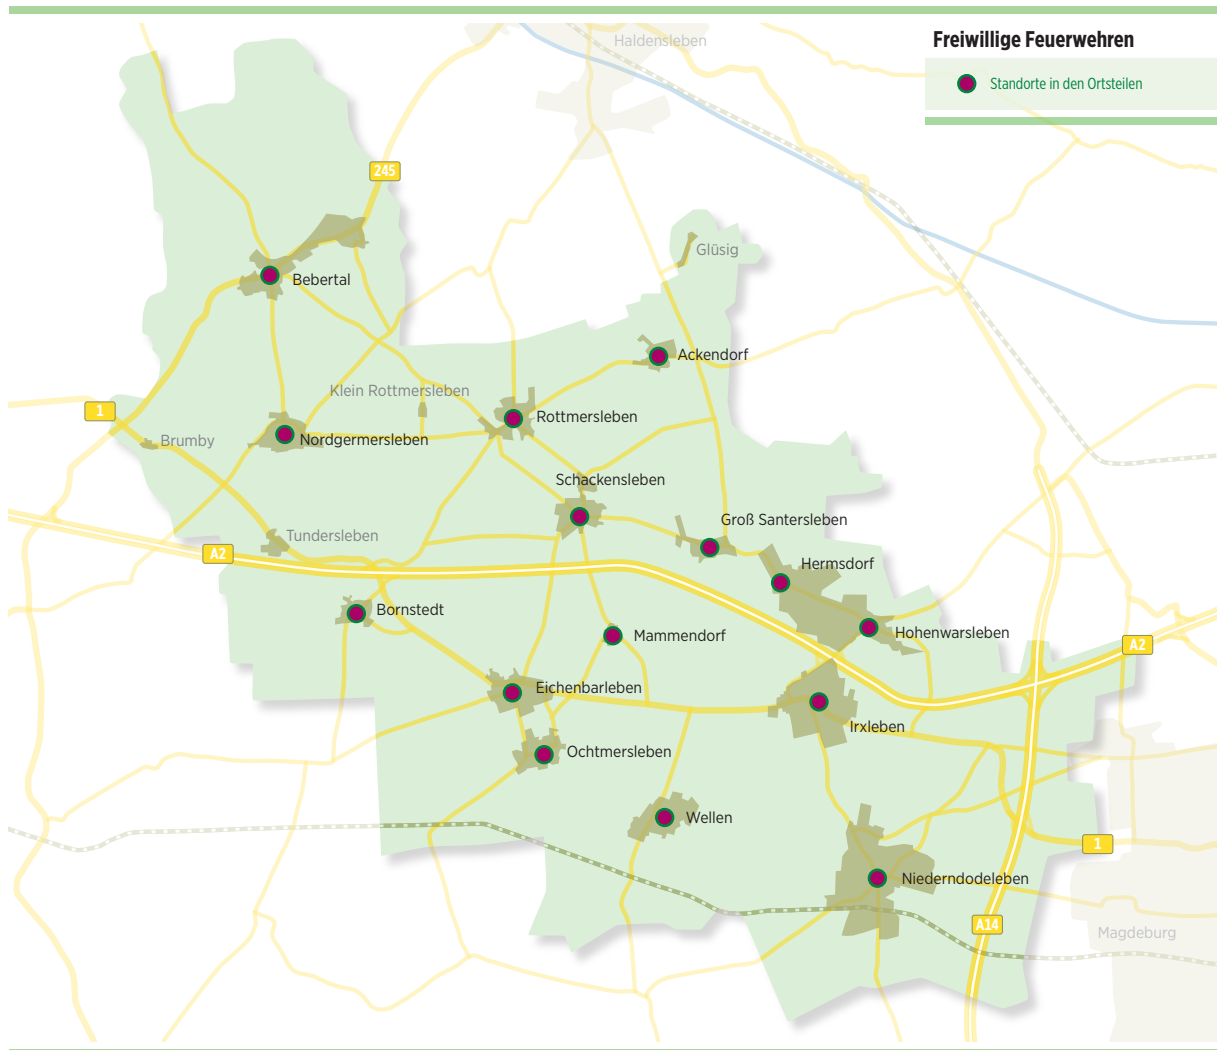 Haldensleben
Freiwillige Feuerwehren
Standorte in den Ortsteilen
245
Glüsig
Bebertal
Ackendorf
Klein Rottmersleben
1
Rottmersleben
Brumby
Nordgermersleben
Schackensleben
Groß Santersleben
Tundersleben
A2
Hermsdorf
Bornstedt
Hohenwarsleben
Mammendorf
A2
Eichenbarleben
Irxleben
Ochtmersleben
Wellen
1
Niederndodeleben
A14
Magdeburg